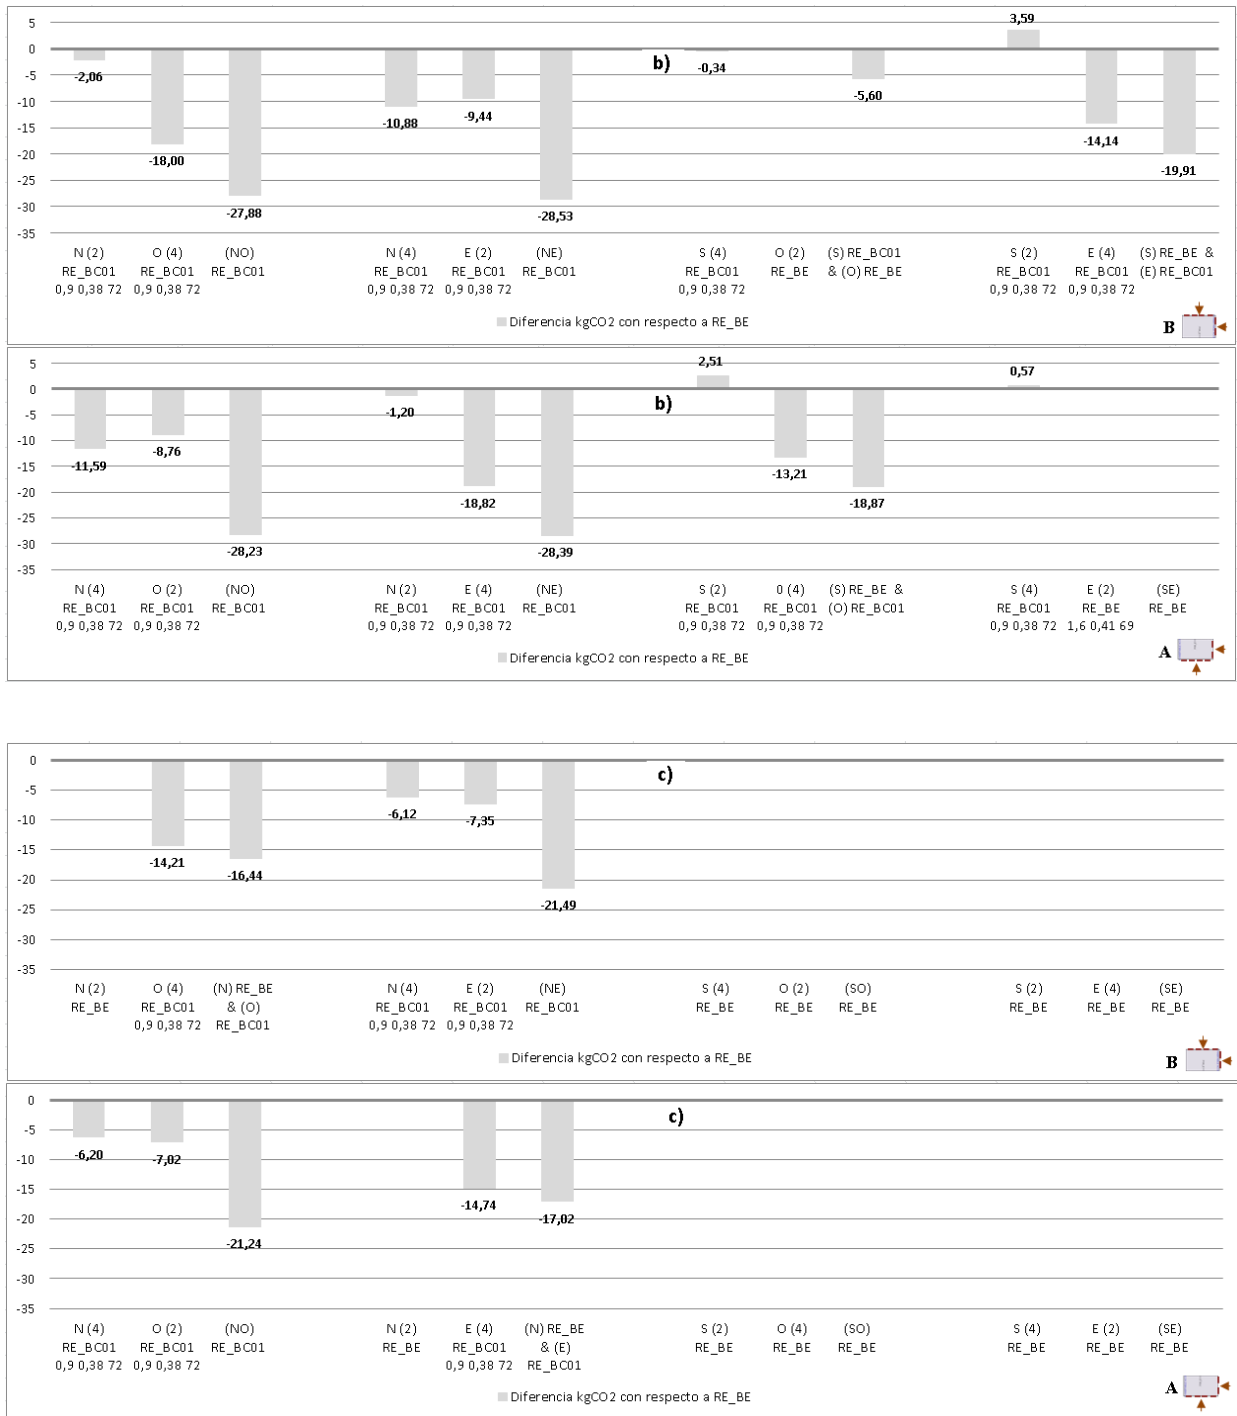 5
0
-5
-10
-15
-20
-25
-30
-35
b)
-2,06
-18,00
-27,88
-10,88
-9,44
-28,53
-0,34
-5,60
3,59
-14,14
-19,91
N (2) O (4) (NO) N (4) E (2) (NE) S (4) O (2) (S) RE_BC01 S (2) E (4) (S) RE_BE &
RE_BC01 RE_BC01 RE_BC01 RE_BC01 RE_BC01 RE_BC01 RE_BC01 RE_BE & (O) RE_BE RE_BC01 RE_BC01 (E) RE_BC01
0,9 0,38 72 0,9 0,38 72 0,9 0,38 72 0,9 0,38 72 0,9 0,38 72 0,9 0,38 72 0,9 0,38 72
Diferencia kgCO2 con respecto a RE_BE
B
5
0
-5
-10
-15
-20
-25
-30
-35
b)
-11,59
-8,76
-28,23
-1,20
-18,82
-28,39
2,51
-13,21
-18,87
0,57
N (4) O (2) (NO) N (2) E (4) (NE) S (2) 0 (4) (S) RE_BE & S (4) E (2) (SE)
RE_BC01 RE_BC01 RE_BC01 RE_BC01 RE_BC01 RE_BC01 RE_BC01 RE_BC01 (O) RE_BC01 RE_BC01 RE_BE RE_BE
0,9 0,38 72 0,9 0,38 72 0,9 0,38 72 0,9 0,38 72 0,9 0,38 72 0,9 0,38 72 0,9 0,38 72 1,6 0,41 69
Diferencia kgCO2 con respecto a RE_BE
A
0
-5
-10
-15
-20
-25
-30
-35
c)
-14,21
-16,44
-6,12
-7,35
-21,49
N (2) O (4) (N) RE_BE N (4) E (2) (NE) S (4) O (2) (SO) S (2) E (4) (SE)
RE_BE RE_BC01 & (O) RE_BC01 RE_BC01 RE_BC01 RE_BE RE_BE RE_BE RE_BE RE_BE RE_BE
0,9 0,38 72 RE_BC01 0,9 0,38 72 0,9 0,38 72
Diferencia kgCO2 con respecto a RE_BE
B
0
-5
-10
-15
-20
-25
-30
-35
c)
-6,20
-7,02
-21,24
-14,74
-17,02
N (4) O (2) (NO) N (2) E (4) (N) RE_BE S (2) O (4) (SO) S (4) E (2) (SE)
RE_BC01 RE_BC01 RE_BC01 RE_BE RE_BC01 & (E) RE_BE RE_BE RE_BE RE_BE RE_BE RE_BE
0,9 0,38 72 0,9 0,38 72 0,9 0,38 72 RE_BC01
Diferencia kgCO2 con respecto a RE_BE
A